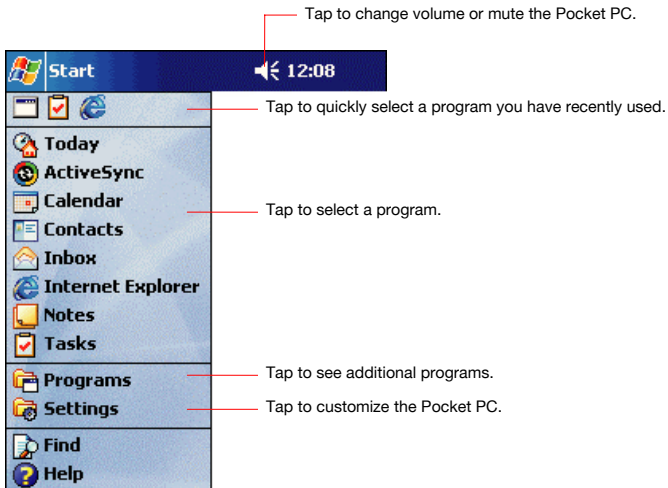 Tap to change volume or mute the Pocket PC.
Start 12:08
Tap to quickly select a program you have recently used.
Today
ActiveSync
Calendar
Tap to select a program.
Contacts
Inbox
Internet Explorer
Notes
Tasks
Programs
Tap to see additional programs.
Settings
Tap to customize the Pocket PC.
Find
Help